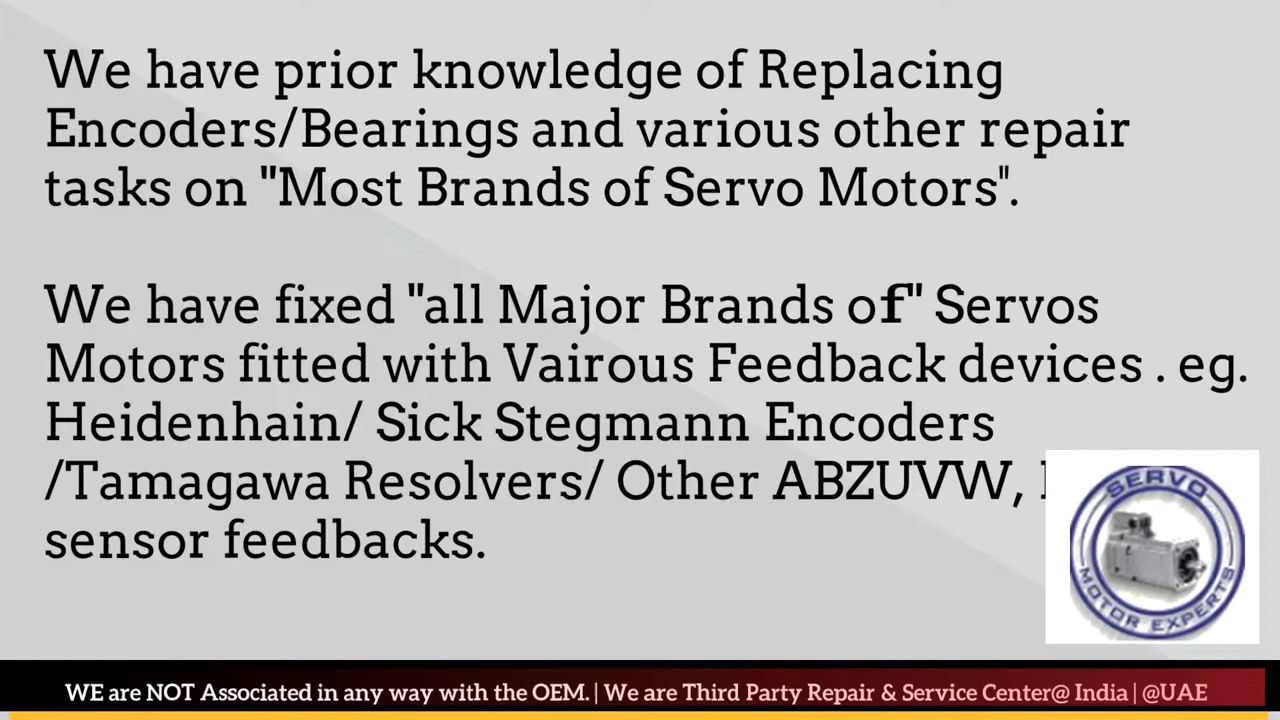 We have prior knowledge of Replacing
Encoders/Bearings and various other repair
tasks on "Most Brands of Servo Motors".
We have fixed "all Major Brands of" Servos
Motors fitted with Vairous Feedback devices . eg.
Heidenhain/ Sick Stegmann Encoders
/Tamagawa Resolvers/ Other ABZUVW,
sensor feedbacks.
SERVO
MOTOR EXPERTS
WE are NOT Associated in any way with the OEM. | We are Third Party Repair & Service Center@ India | @UAE